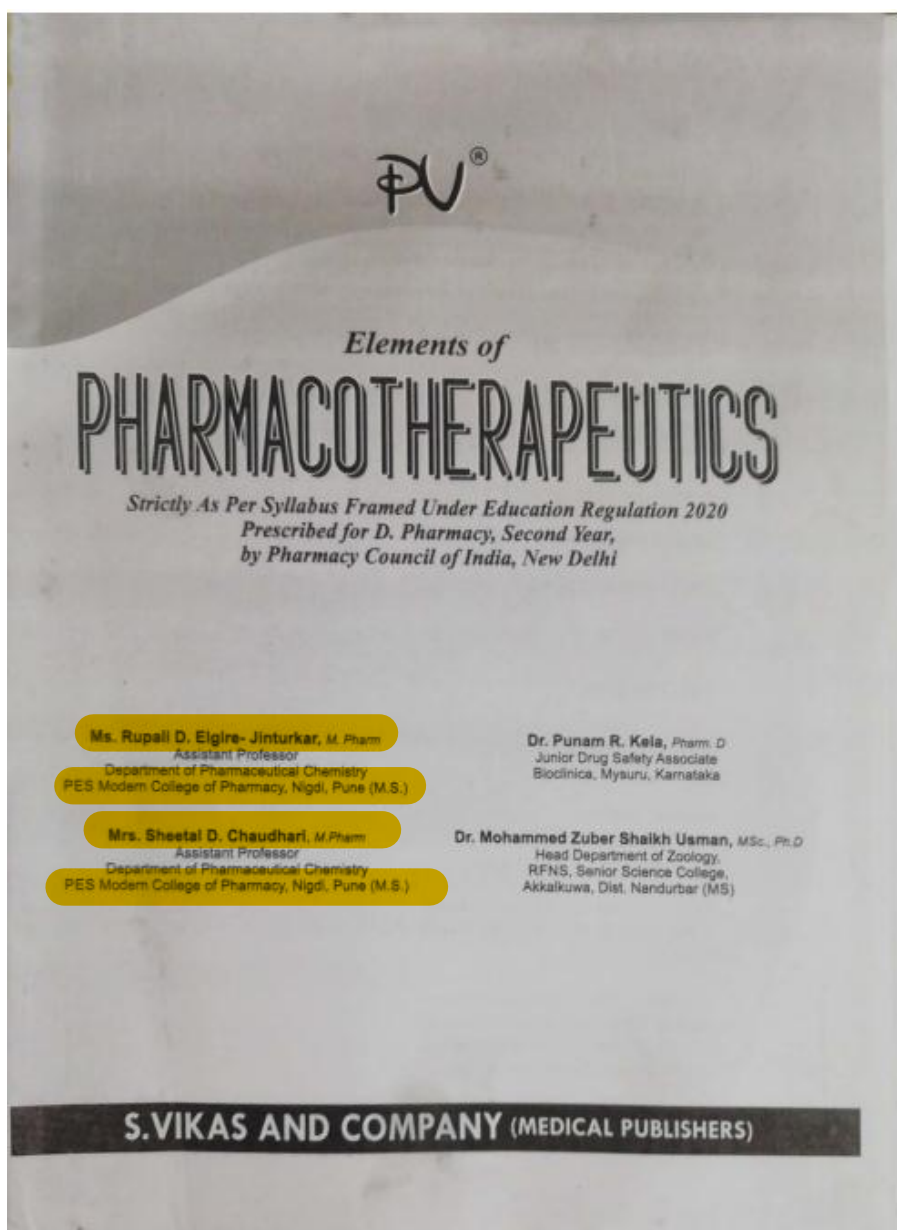 PV®
Elements of
PHARMACOTHERAPEUTICS
Strictly As Per Syllabus Framed Under Education Regulation 2020
Prescribed for D. Pharmacy, Second Year,
by Pharmacy Council of India, New Delhi
Ms. Rupali D. Elgire- Jinturkar, M. Pharm
Assistant Professor
Department of Pharmaceutical Chemistry
PES Modern College of Pharmacy, Nigdi, Pune (M.S.)
Mrs. Sheetal D. Chaudhari, M.Pharm
Assistant Professor
Department of Pharmaceutical Chemistry
PES Modern College of Pharmacy, Nigdi, Pune (M.S.)
Dr. Punam R. Kela, Pharm. D
Junior Drug Safety Associate
Bioclinica, Mysuru, Karnataka
Dr. Mohammed Zuber Shaikh Usman, MSc., Ph.D
Head Department of Zoology,
RFNS, Senior Science College,
Akkalkuwa, Dist. Nandurbar (MS)
S.VIKAS AND COMPANY (MEDICAL PUBLISHERS)